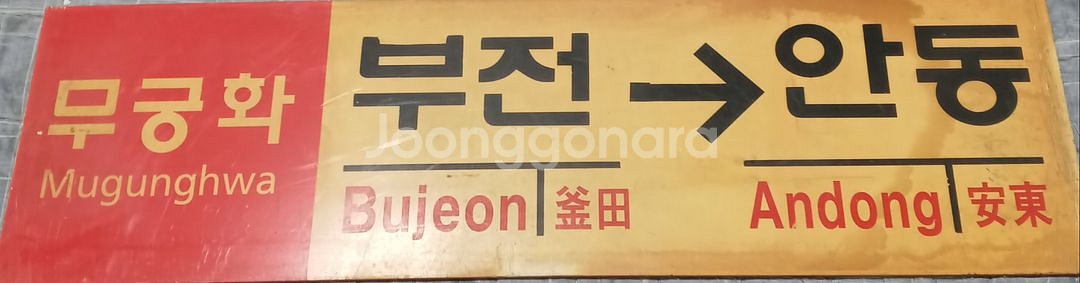 무궁화
Mugunghwa
부전 → 안동
Bujeon 釜田 Andong 安東
Joonggonara